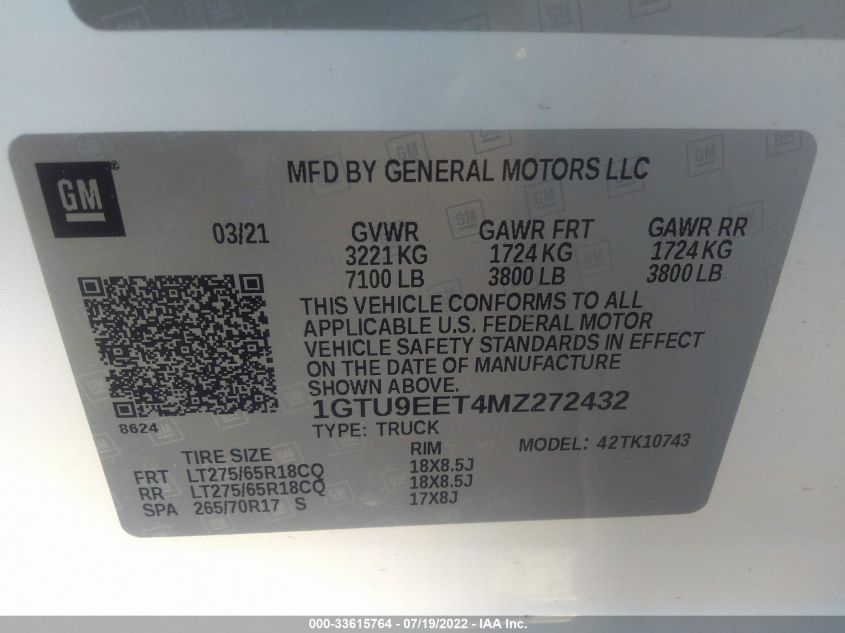 GM
MFD BY GENERAL MOTORS LLC
03/21 GVWR GAWR FRT GAWR RR
3221 KG 1724 KG 1724 KG
7100 LB 3800 LB 3800 LB
THIS VEHICLE CONFORMS TO ALL
APPLICABLE U.S. FEDERAL MOTOR
VEHICLE SAFETY STANDARDS IN EFFECT
ON THE DATE OF MANUFACTURE
SHOWN ABOVE.
1GTU9EET4MZ272432
8624
TYPE: TRUCK MODEL: 42TK10743
TIRE SIZE RIM
FRT LT275/65R18CQ 18X8.5J
RR LT275/65R18CQ 18X8.5J
SPA 265/70R17 S 17X8J
000-33615764 - 07/19/2022 - IAA Inc.